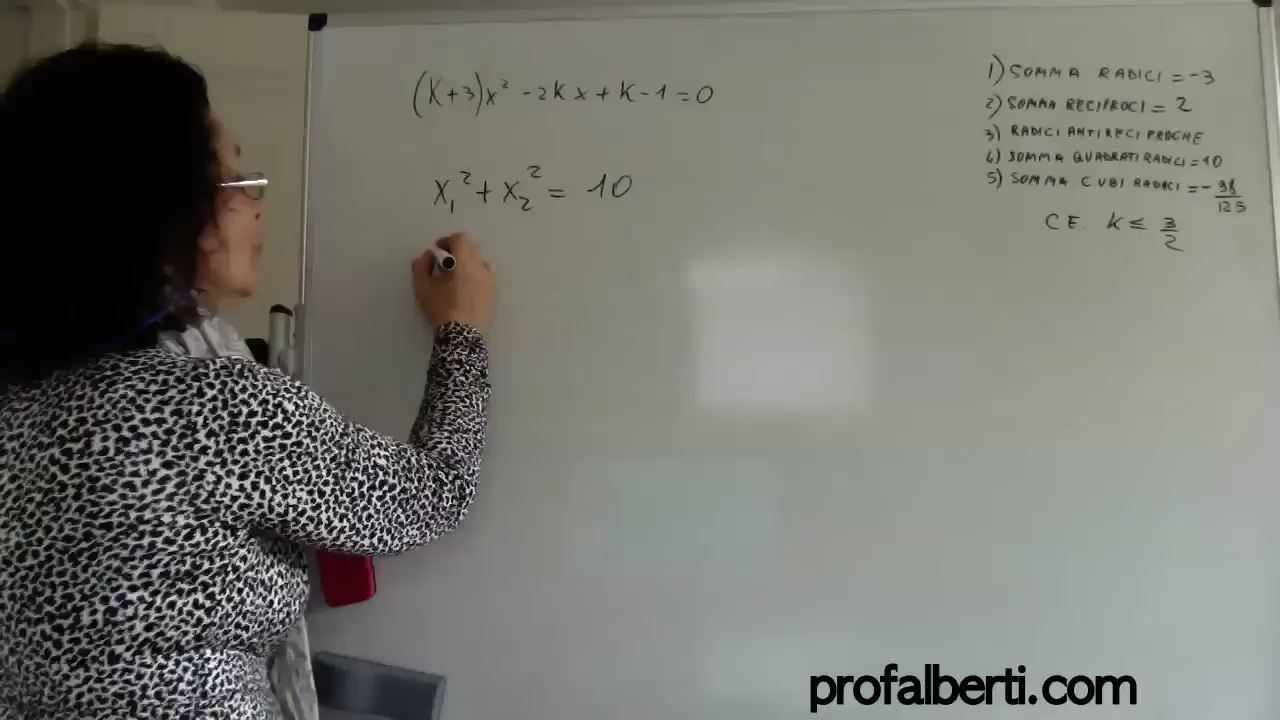 (K+3)x² - 2Kx + K - 1 = 0
x₁² + x₂² = 10
1) SOMMA RADICI = -3
2) SOMMA RECIPROCI = 2
3) RADICI ANTIRECIPROCHE
4) SOMMA QUADRATI RADICI = 10
5) SOMMA CUBI RADICI = -98/125
C.E. K ≤ 3/2
profalberti.com